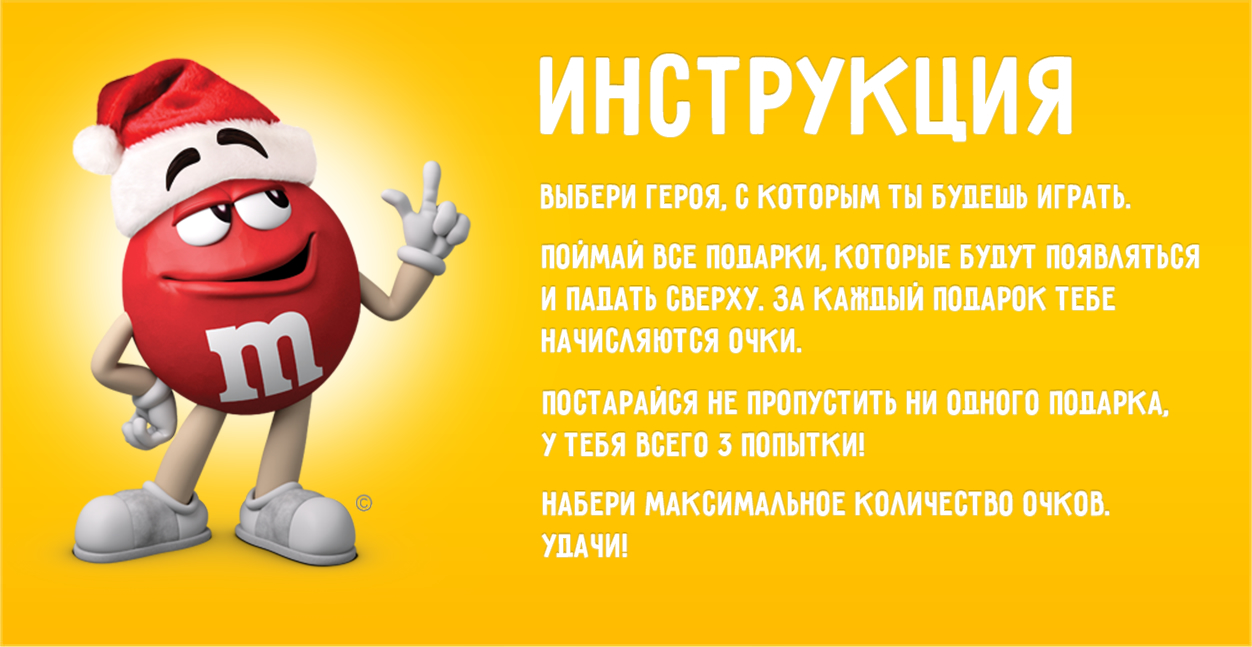 ИНСТРУКЦИЯ
ВЫБЕРИ ГЕРОЯ, С КОТОРЫМ ТЫ БУДЕШЬ ИГРАТЬ.
ПОЙМАЙ ВСЕ ПОДАРКИ, КОТОРЫЕ БУДУТ ПОЯВЛЯТЬСЯ
И ПАДАТЬ СВЕРХУ. ЗА КАЖДЫЙ ПОДАРОК ТЕБЕ
НАЧИСЛЯЮТСЯ ОЧКИ.
ПОСТАРАЙСЯ НЕ ПРОПУСТИТЬ НИ ОДНОГО ПОДАРКА,
У ТЕБЯ ВСЕГО 3 ПОПЫТКИ!
НАБЕРИ МАКСИМАЛЬНОЕ КОЛИЧЕСТВО ОЧКОВ.
УДАЧИ!
m
©